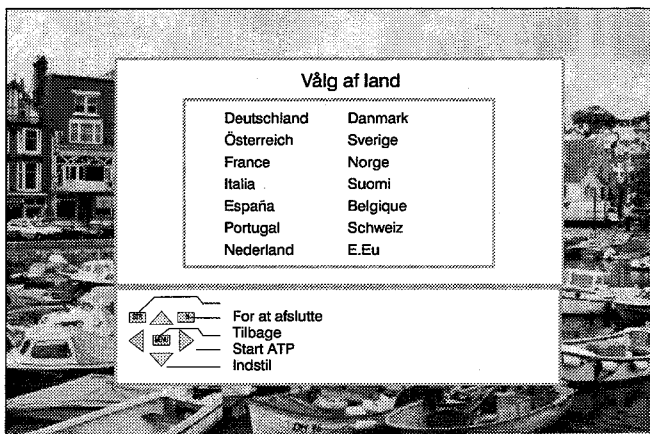 Vålg af land
Deutschland Danmark
Österreich Sverige
France Norge
Italia Suomi
España Belgique
Portugal Schweiz
Nederland E.Eu
For at afslutte
Tilbage
MENU
Start ATP
Indstil